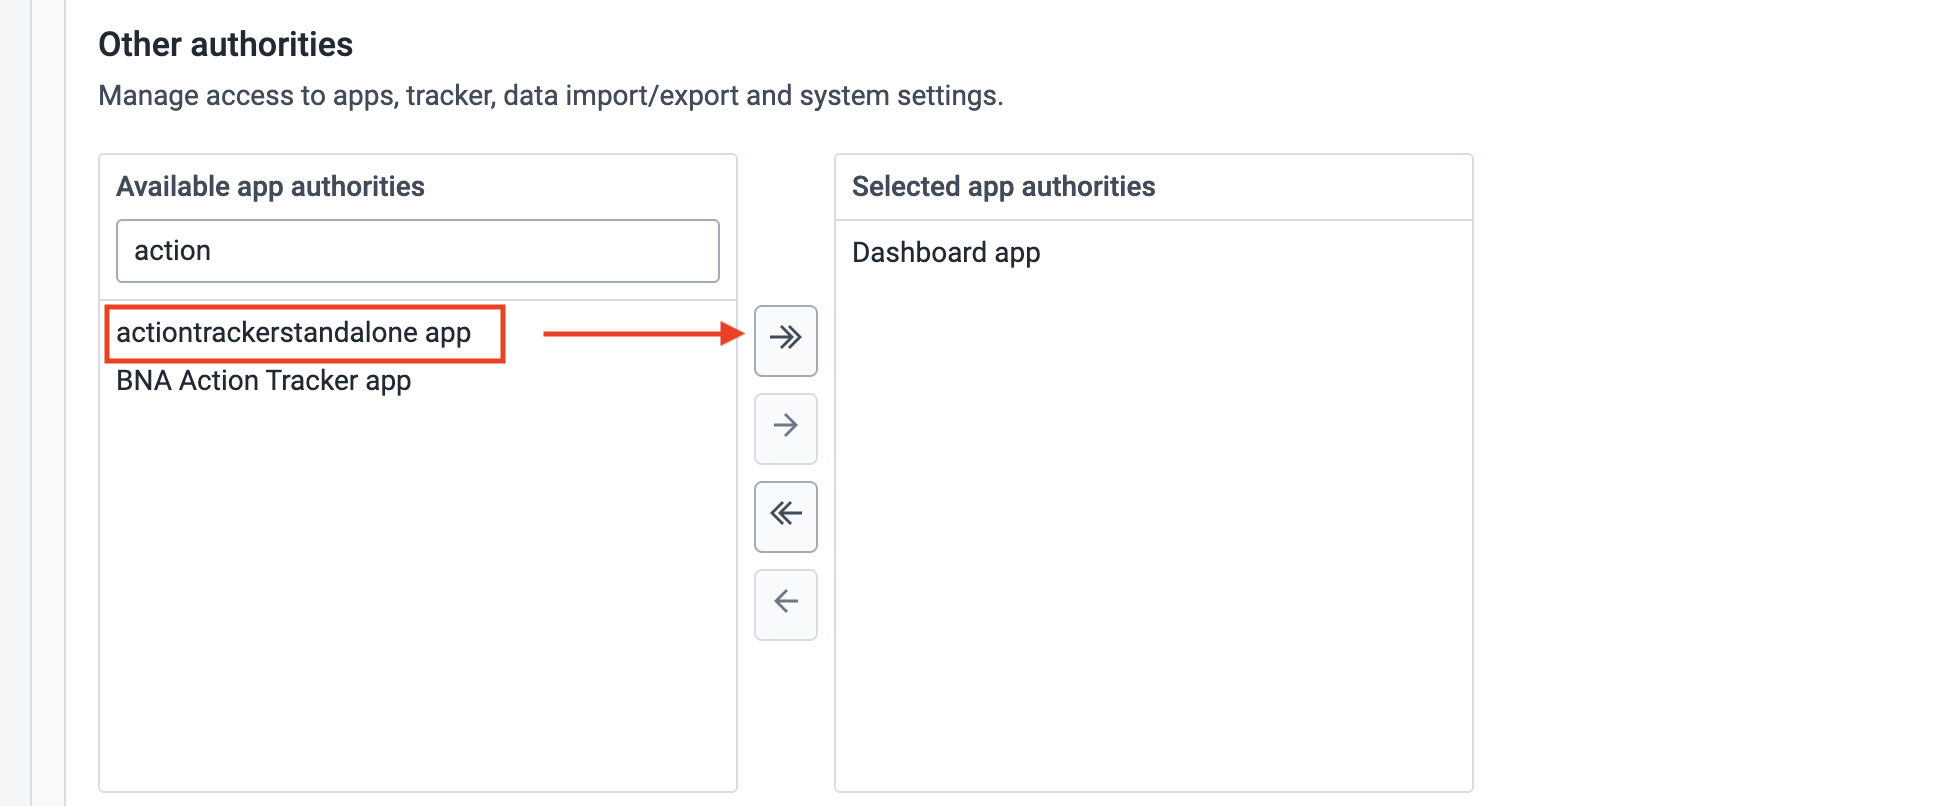 Other authorities
Manage access to apps, tracker, data import/export and system settings.
Available app authorities
action
actiontrackerstandalone app
BNA Action Tracker app
Selected app authorities
Dashboard app